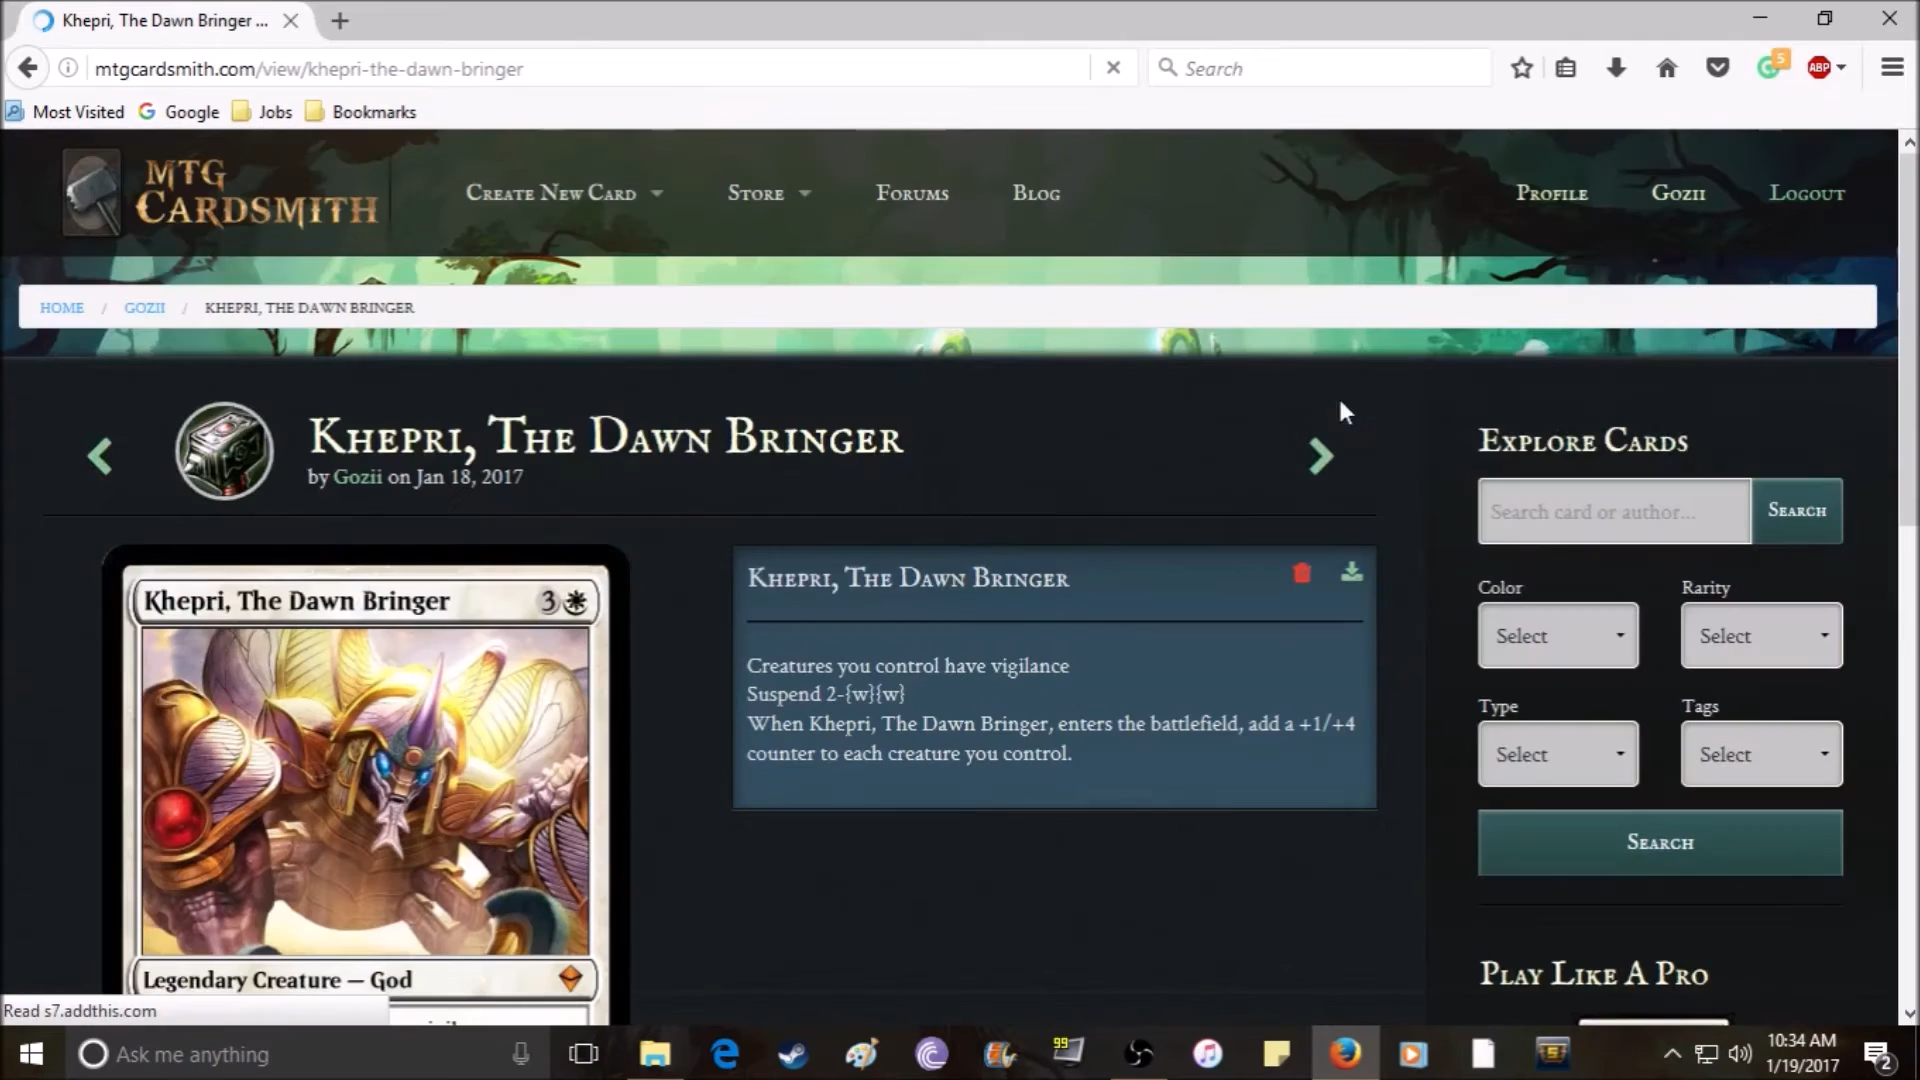 Khepri, The Dawn Bringer ...
mtgcardsmith.com/view/khepri-the-dawn-bringer
Search
5
ABP
Most Visited
Google
Jobs
Bookmarks
MTG
CARDSMITH
CREATE NEW CARD
STORE
FORUMS
BLOG
PROFILE
GOZII
LOGOUT
HOME / GOZII / KHEPRI, THE DAWN BRINGER
KHEPRI, THE DAWN BRINGER
by Gozii on Jan 18, 2017
EXPLORE CARDS
Search card or author...
SEARCH
Color
Rarity
Select
Select
Type
Tags
Select
Select
SEARCH
PLAY LIKE A PRO
Khepri, The Dawn Bringer 3
Legendary Creature — God
KHEPRI, THE DAWN BRINGER
Creatures you control have vigilance
Suspend 2-{w}{w}
When Khepri, The Dawn Bringer, enters the battlefield, add a +1/+4
counter to each creature you control.
Read s7.addthis.com
Ask me anything
99
10:34 AM
1/19/2017
2